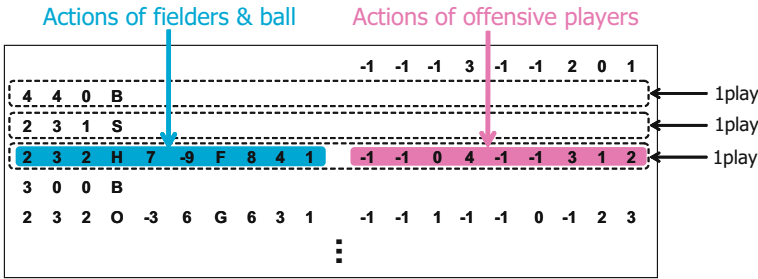 Actions of fielders & ball Actions of offensive players
-1 -1 -1 3 -1 -1 2 0 1
4 4 0 B 1play
2 3 1 S 1play
2 3 2 H 7 -9 F 8 4 1 -1 -1 0 4 -1 -1 3 1 2 1play
3 0 0 B
2 3 2 O -3 6 G 6 3 1 -1 -1 1 -1 -1 0 -1 2 3
⋮